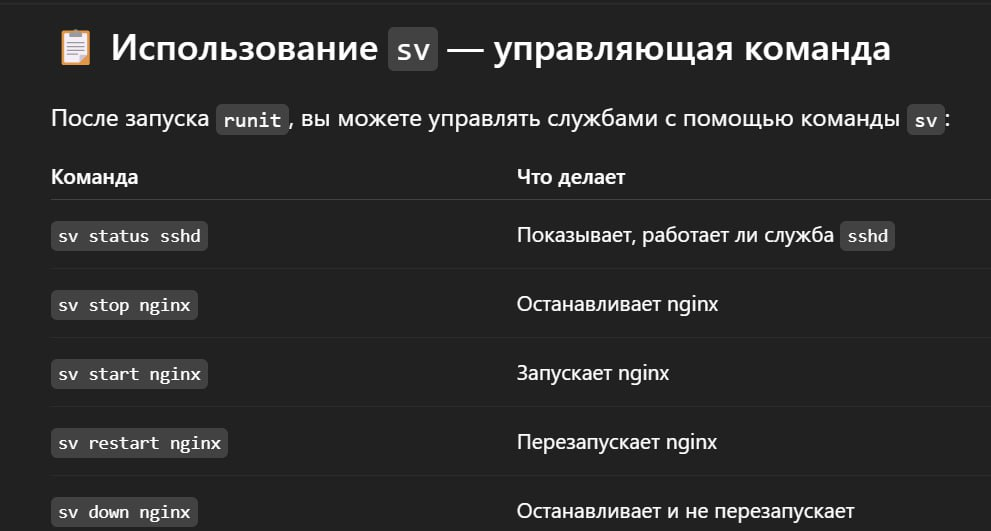 Использование sv — управляющая команда
После запуска runit, вы можете управлять службами с помощью команды sv:
Команда Что делает
sv status sshd Показывает, работает ли служба sshd
sv stop nginx Останавливает nginx
sv start nginx Запускает nginx
sv restart nginx Перезапускает nginx
sv down nginx Останавливает и не перезапускает